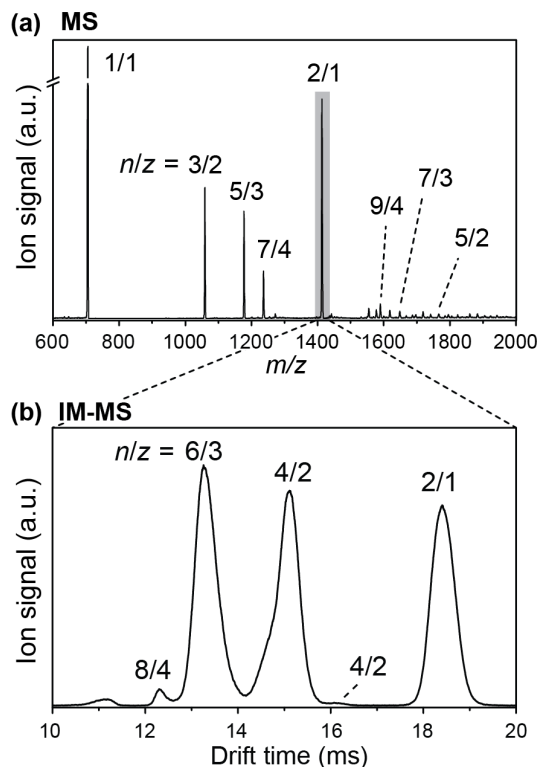 (a) MS
1/1
2/1
n/z = 3/2
5/3
7/4
7/3
9/4
5/2
Ion signal (a.u.)
600 800 1000 1200 1400 1600 1800 2000
m/z
(b) IM-MS
n/z = 6/3
4/2
2/1
8/4
4/2
Ion signal (a.u.)
10 12 14 16 18 20
Drift time (ms)